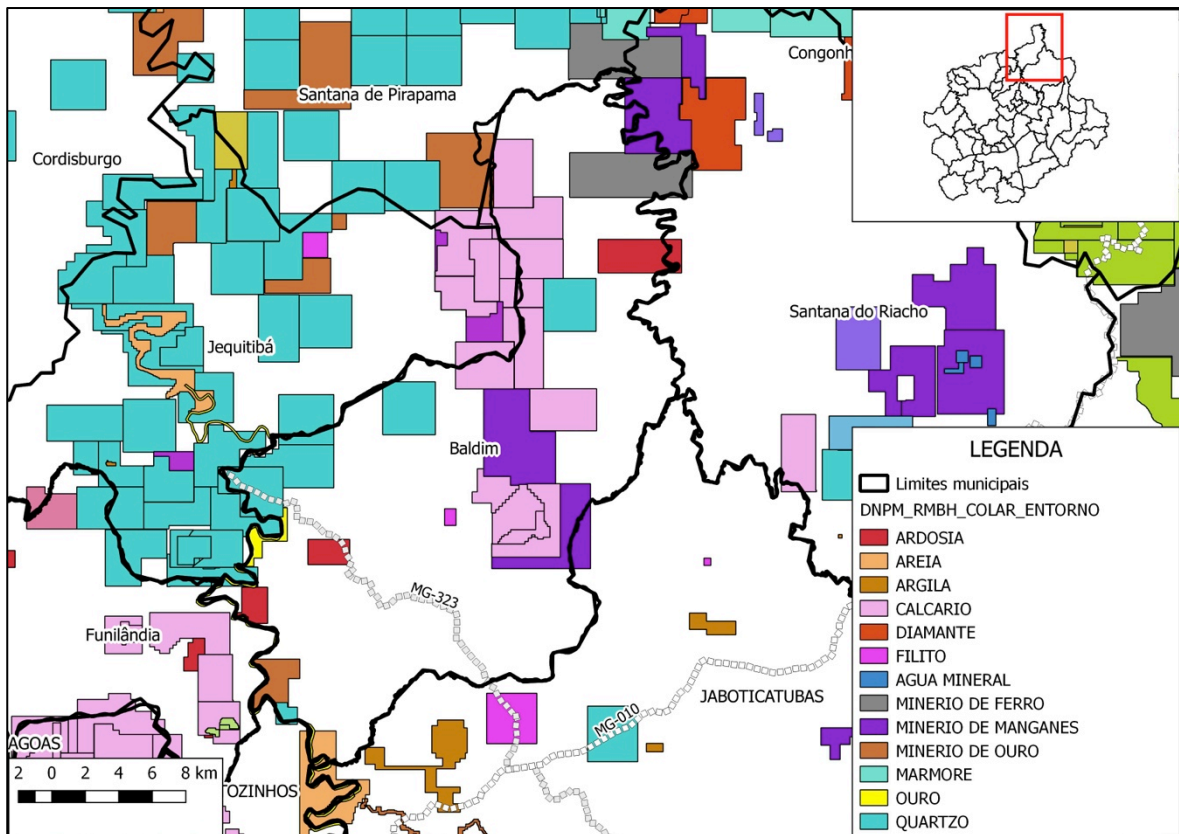 Congonh
Santana de Pirapama
Cordisburgo
Santana do Riacho
Jequitibá
Baldim
LEGENDA
Limites municipais
DNPM_RMBH_COLAR_ENTORNO
ARDOSIA
AREIA
ARGILA
CALCARIO
DIAMANTE
FILITO
AGUA MINERAL
MINERIO DE FERRO
MINERIO DE MANGANES
MINERIO DE OURO
MARMORE
OURO
QUARTZO
MG-323
Funilândia
JABOTICATUBAS
MG-010
AGOAS
2 0 2 4 6 8 km
TOZINHOS